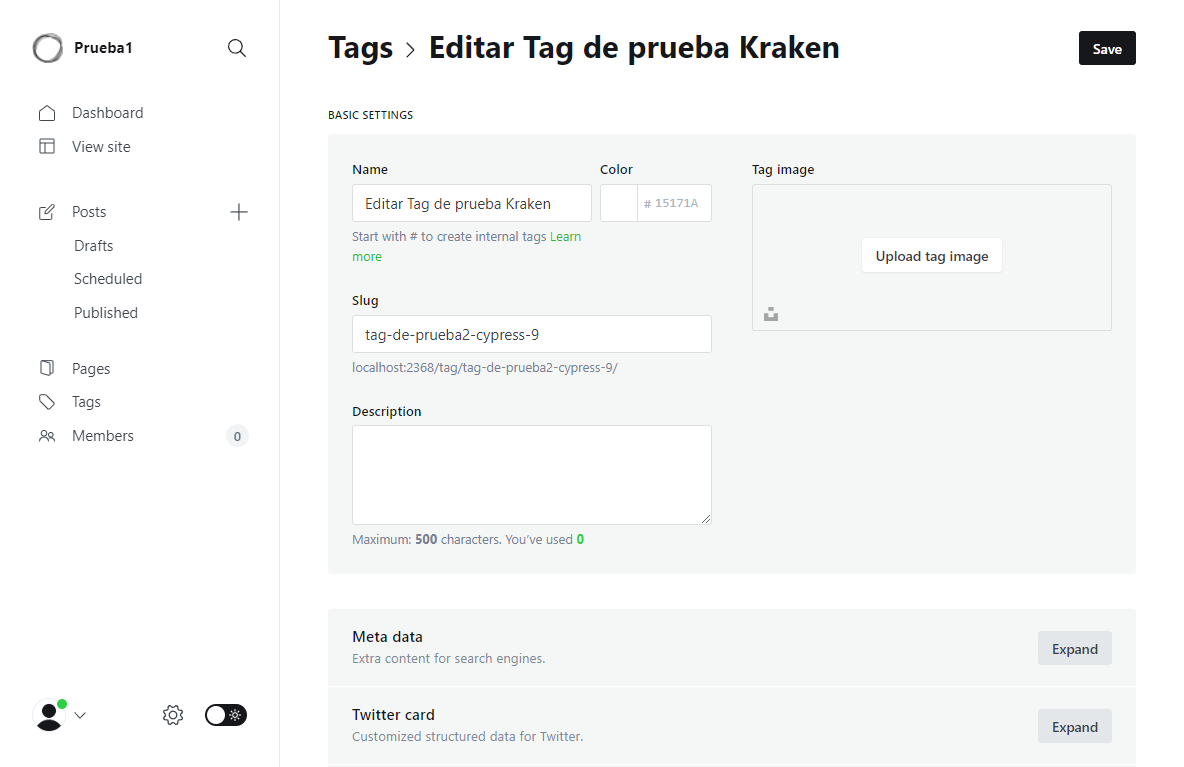 Prueba1
Dashboard
View site
Posts
Drafts
Scheduled
Published
Pages
Tags
Members
0
Tags > Editar Tag de prueba Kraken
Save
BASIC SETTINGS
Name
Color
Editar Tag de prueba Kraken
# 15171A
Start with # to create internal tags Learn
more
Slug
tag-de-prueba2-cypress-9
localhost:2368/tag/tag-de-prueba2-cypress-9/
Description
Maximum: 500 characters. You’ve used 0
Tag image
Upload tag image
Meta data
Extra content for search engines.
Expand
Twitter card
Customized structured data for Twitter.
Expand